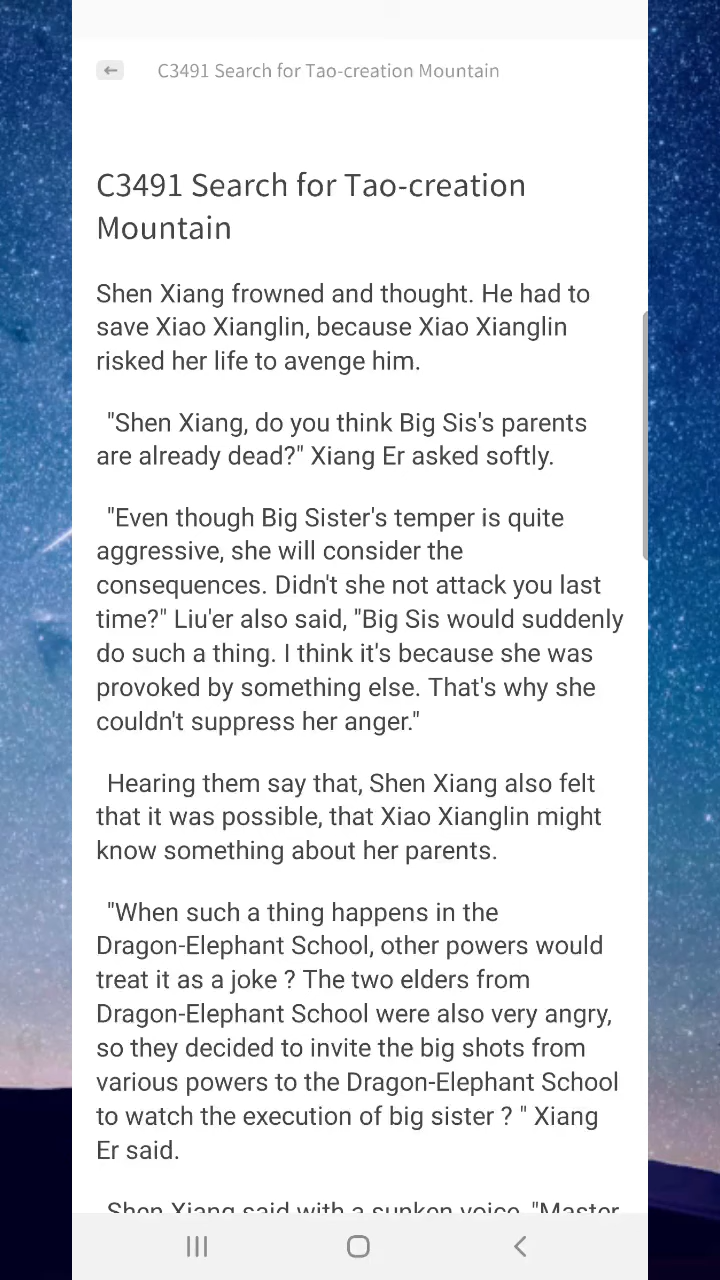 C3491 Search for Tao-creation Mountain
C3491 Search for Tao-creation
Mountain
Shen Xiang frowned and thought. He had to
save Xiao Xianglin, because Xiao Xianglin
risked her life to avenge him.
"Shen Xiang, do you think Big Sis's parents
are already dead?" Xiang Er asked softly.
"Even though Big Sister's temper is quite
aggressive, she will consider the
consequences. Didn't she not attack you last
time?" Liu'er also said, "Big Sis would suddenly
do such a thing. I think it's because she was
provoked by something else. That's why she
couldn't suppress her anger."
Hearing them say that, Shen Xiang also felt
that it was possible, that Xiao Xianglin might
know something about her parents.
"When such a thing happens in the
Dragon-Elephant School, other powers would
treat it as a joke ? The two elders from
Dragon-Elephant School were also very angry,
so they decided to invite the big shots from
various powers to the Dragon-Elephant School
to watch the execution of big sister ? " Xiang
Er said.
Shen Xiang said with a sunken voice, "Master